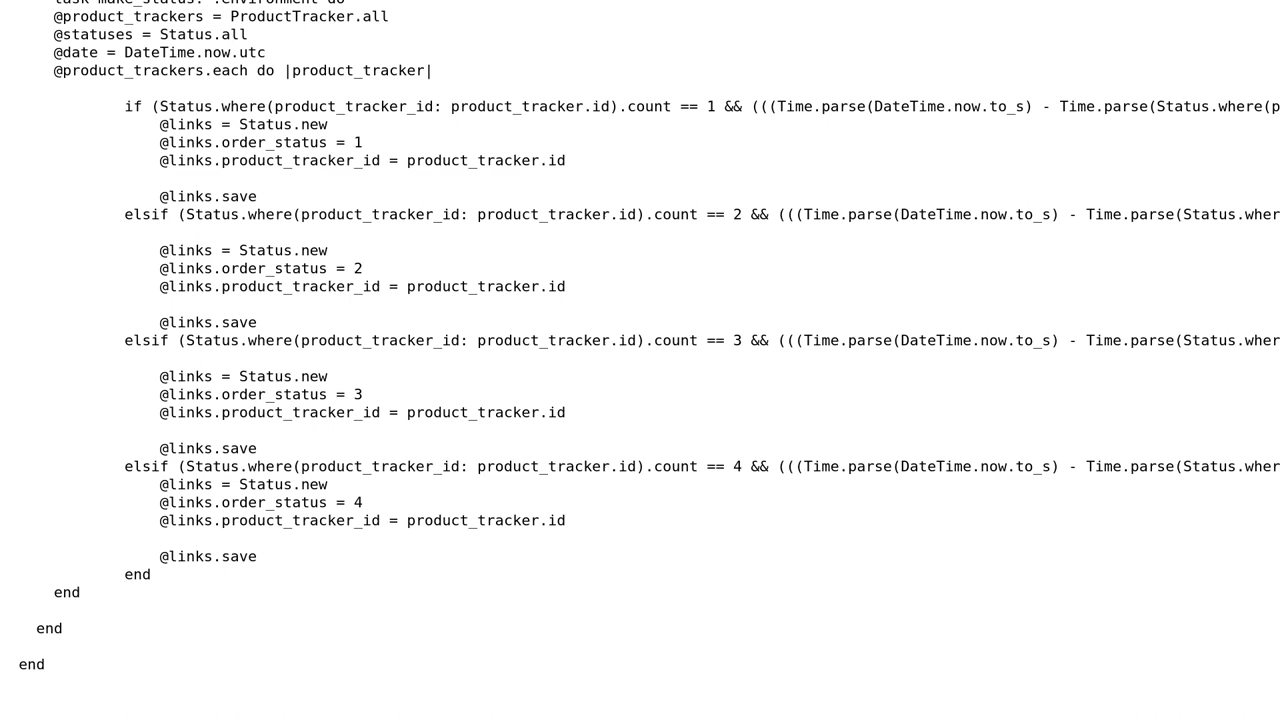 task make_status: :environment do
@product_trackers = ProductTracker.all
@statuses = Status.all
@date = DateTime.now.utc
@product_trackers.each do |product_tracker|
if (Status.where(product_tracker_id: product_tracker.id).count == 1 && (((Time.parse(DateTime.now.to_s) - Time.parse(Status.where(p
@links = Status.new
@links.order_status = 1
@links.product_tracker_id = product_tracker.id
@links.save
elsif (Status.where(product_tracker_id: product_tracker.id).count == 2 && (((Time.parse(DateTime.now.to_s) - Time.parse(Status.wher
@links = Status.new
@links.order_status = 2
@links.product_tracker_id = product_tracker.id
@links.save
elsif (Status.where(product_tracker_id: product_tracker.id).count == 3 && (((Time.parse(DateTime.now.to_s) - Time.parse(Status.wher
@links = Status.new
@links.order_status = 3
@links.product_tracker_id = product_tracker.id
@links.save
elsif (Status.where(product_tracker_id: product_tracker.id).count == 4 && (((Time.parse(DateTime.now.to_s) - Time.parse(Status.wher
@links = Status.new
@links.order_status = 4
@links.product_tracker_id = product_tracker.id
@links.save
end
end
end
end